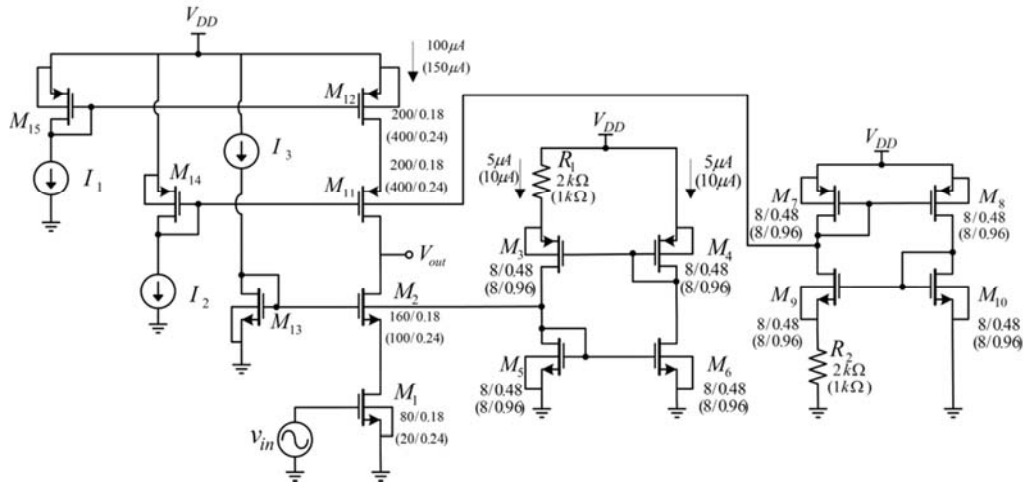 V_DD
100μA
(150μA)
M_12
200/0.18
(400/0.24)
M_15
I_1
I_3
M_14
200/0.18
(400/0.24)
M_11
I_2
V_out
M_13
M_2
160/0.18
(100/0.24)
M_1
80/0.18
(20/0.24)
v_in
V_DD
5μA
(10μA)
R_1
2kΩ
(1kΩ)
5μA
(10μA)
M_3
8/0.48
(8/0.96)
M_4
8/0.48
(8/0.96)
M_5
8/0.48
(8/0.96)
M_6
8/0.48
(8/0.96)
V_DD
M_7
8/0.48
(8/0.96)
M_8
8/0.48
(8/0.96)
M_9
8/0.48
(8/0.96)
M_10
8/0.48
(8/0.96)
R_2
2kΩ
(1kΩ)